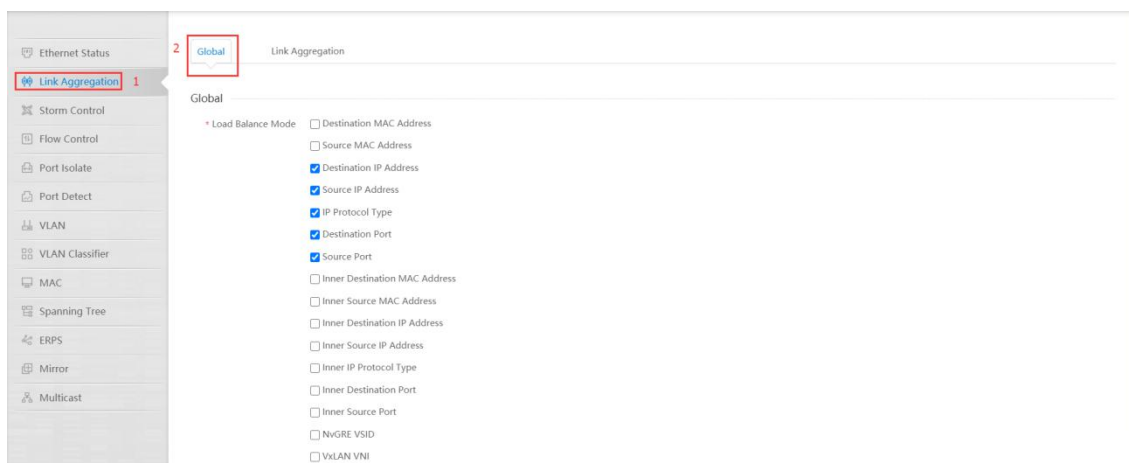 Ethernet Status
Link Aggregation 1
Storm Control
Flow Control
Port Isolate
Port Detect
VLAN
VLAN Classifier
MAC
Spanning Tree
ERPS
Mirror
Multicast
2 Global Link Aggregation
Global
* Load Balance Mode Destination MAC Address
Source MAC Address
Destination IP Address
Source IP Address
IP Protocol Type
Destination Port
Source Port
Inner Destination MAC Address
Inner Source MAC Address
Inner Destination IP Address
Inner Source IP Address
Inner IP Protocol Type
Inner Destination Port
Inner Source Port
NvGRE VSID
VxLAN VNI